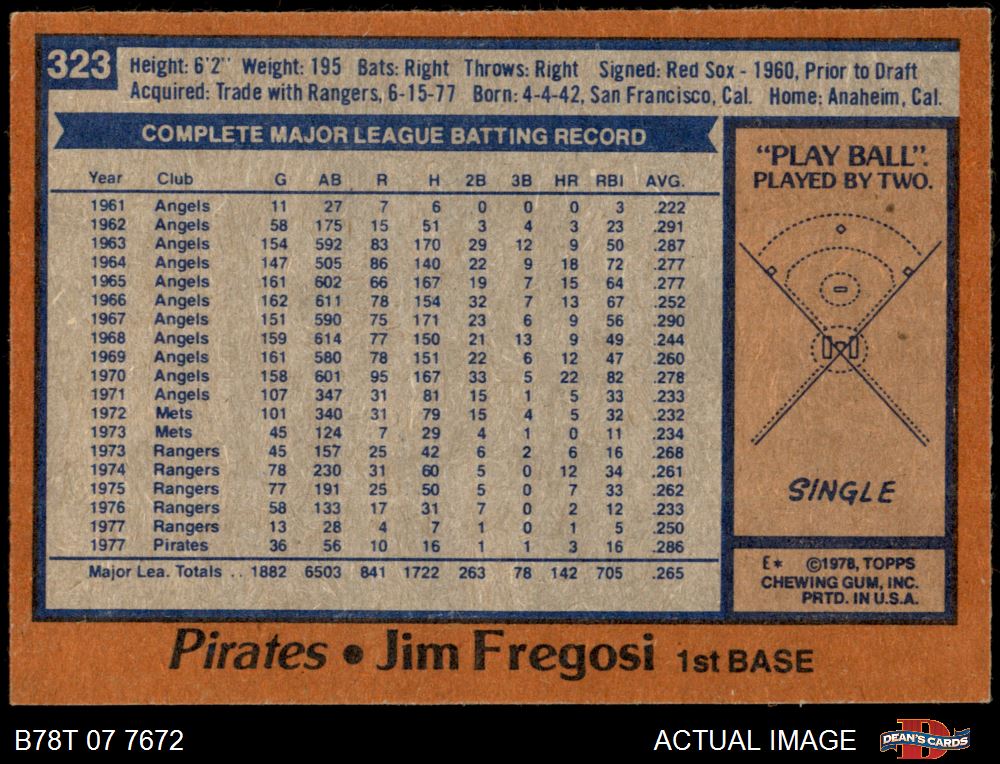 323
Height: 6'2" Weight: 195 Bats: Right Throws: Right Signed: Red Sox - 1960, Prior to Draft
Acquired: Trade with Rangers, 6-15-77 Born: 4-4-42, San Francisco, Cal. Home: Anaheim, Cal.
COMPLETE MAJOR LEAGUE BATTING RECORD
Year Club G AB R H 2B 3B HR RBI AVG.
1961 Angels 11 27 7 6 0 0 0 3 .222
1962 Angels 58 175 15 51 3 4 3 23 .291
1963 Angels 154 592 83 170 29 12 9 50 .287
1964 Angels 147 505 86 140 22 9 18 72 .277
1965 Angels 161 602 66 167 19 7 15 64 .277
1966 Angels 162 611 78 154 32 7 13 67 .252
1967 Angels 151 590 75 171 23 6 9 56 .290
1968 Angels 159 614 77 150 21 13 9 49 .244
1969 Angels 161 580 78 151 22 6 12 47 .260
1970 Angels 158 601 95 167 33 5 22 82 .278
1971 Angels 107 347 31 81 15 1 5 33 .233
1972 Mets 101 340 31 79 15 4 5 32 .232
1973 Mets 45 124 7 29 4 1 0 11 .234
1973 Rangers 45 157 25 42 6 2 6 16 .268
1974 Rangers 78 230 31 60 5 0 12 34 .261
1975 Rangers 77 191 25 50 5 0 7 33 .262
1976 Rangers 58 133 17 31 7 0 2 12 .233
1977 Rangers 13 28 4 7 1 0 1 5 .250
1977 Pirates 36 56 10 16 1 1 3 16 .286
Major Lea. Totals .. 1882 6503 841 1722 263 78 142 705 .265
"PLAY BALL".
PLAYED BY TWO.
SINGLE
E* ©1978, TOPPS
CHEWING GUM, INC.
PRTD. IN U.S.A.
Pirates • Jim Fregosi 1st BASE
B78T 07 7672
ACTUAL IMAGE
D
DEAN'S CARDS